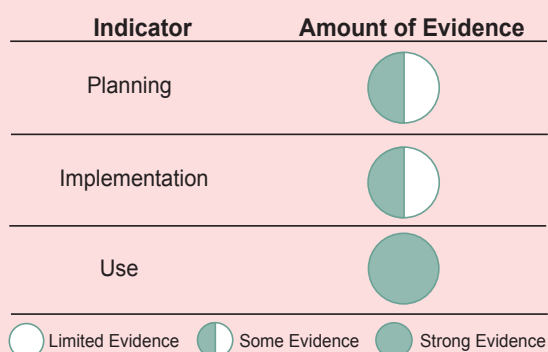 Indicator Amount of Evidence
Planning
Implementation
Use
Limited Evidence Some Evidence Strong Evidence